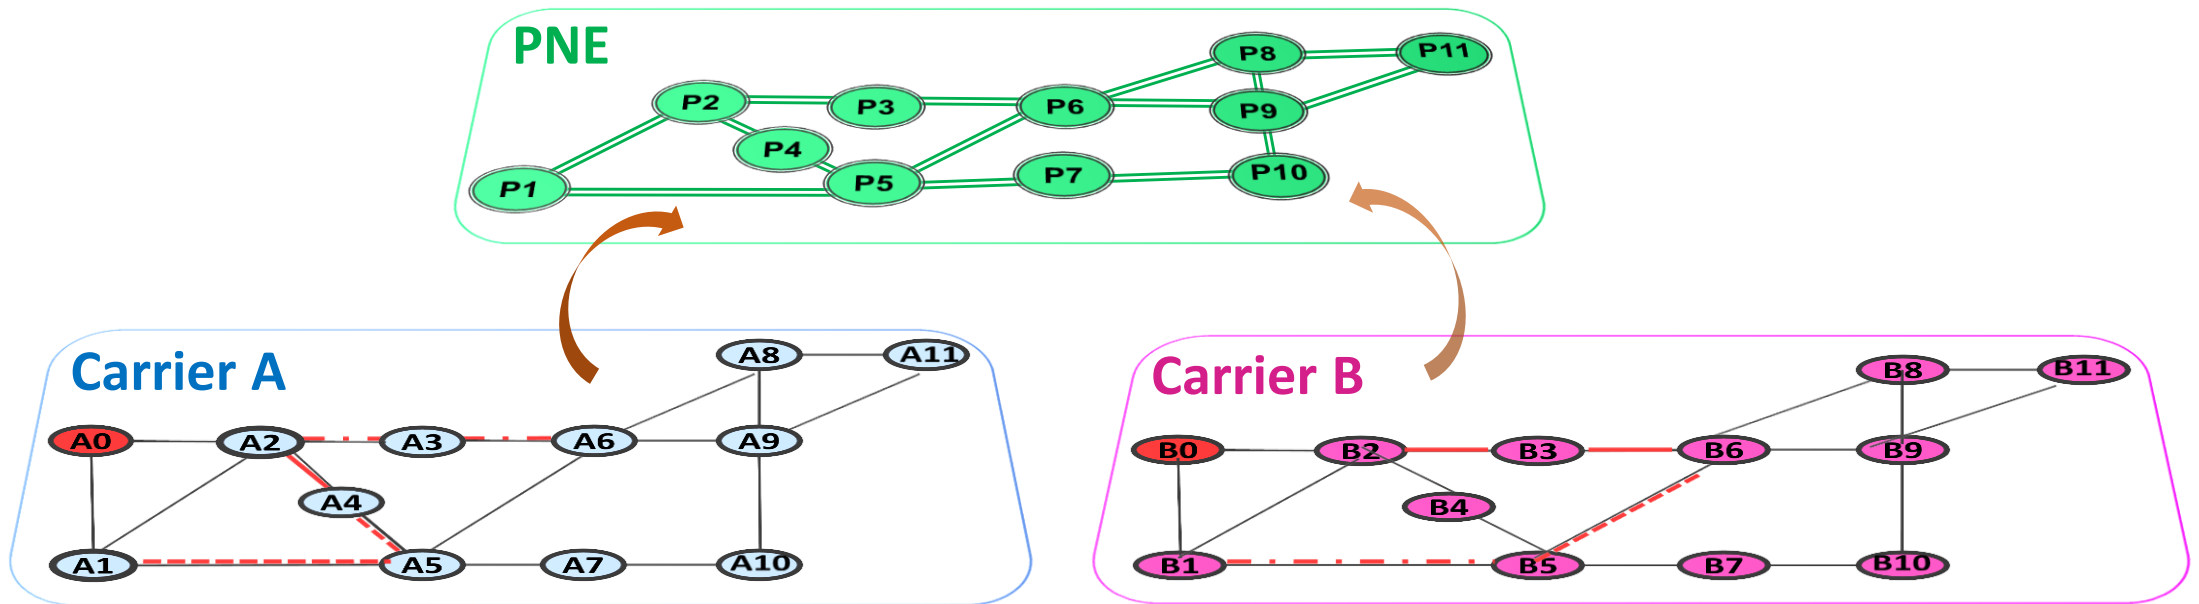 PNE
P8 P11
P2 P3 P6 P9
P4
P1 P5 P7 P10
Carrier A
A8 A11
A0 A2 A3 A6 A9
A4
A1 A5 A7 A10
Carrier B
B8 B11
B0 B2 B3 B6 B9
B4
B1 B5 B7 B10